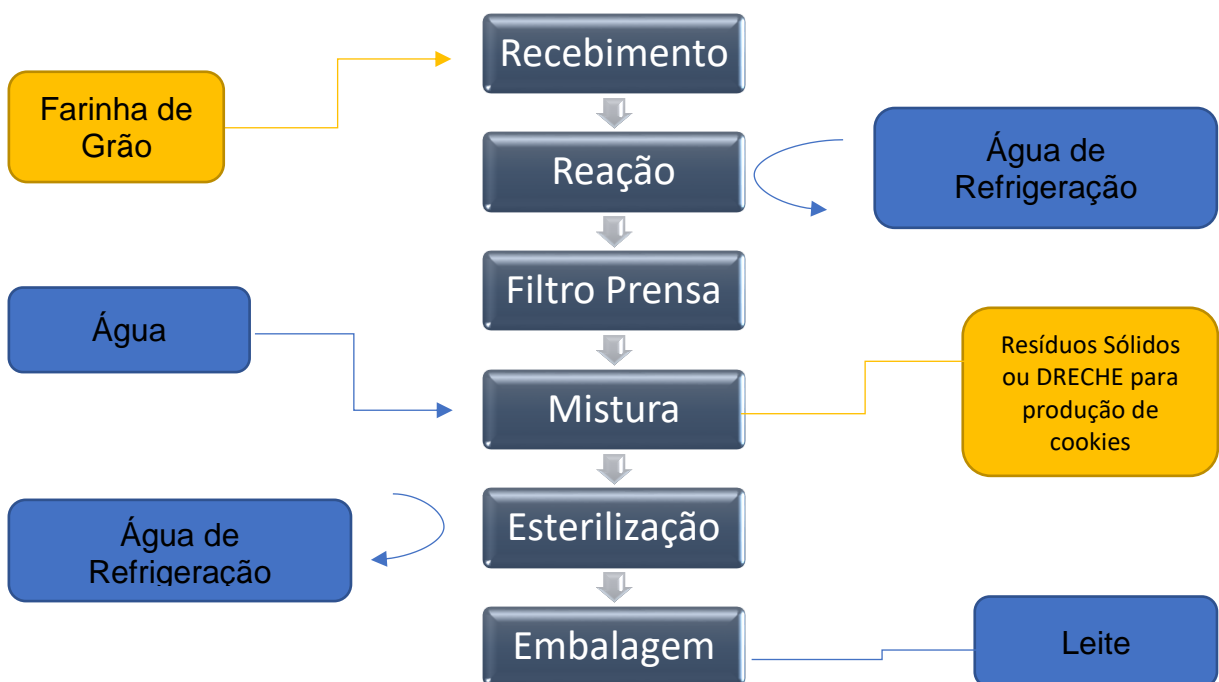 Recebimento
Farinha de
Grão
Reação
Água de
Refrigeração
Filtro Prensa
Água
Mistura
Resíduos Sólidos
ou DRECHE para
produção de
cookies
Esterilização
Água de
Refrigeração
Embalagem
Leite